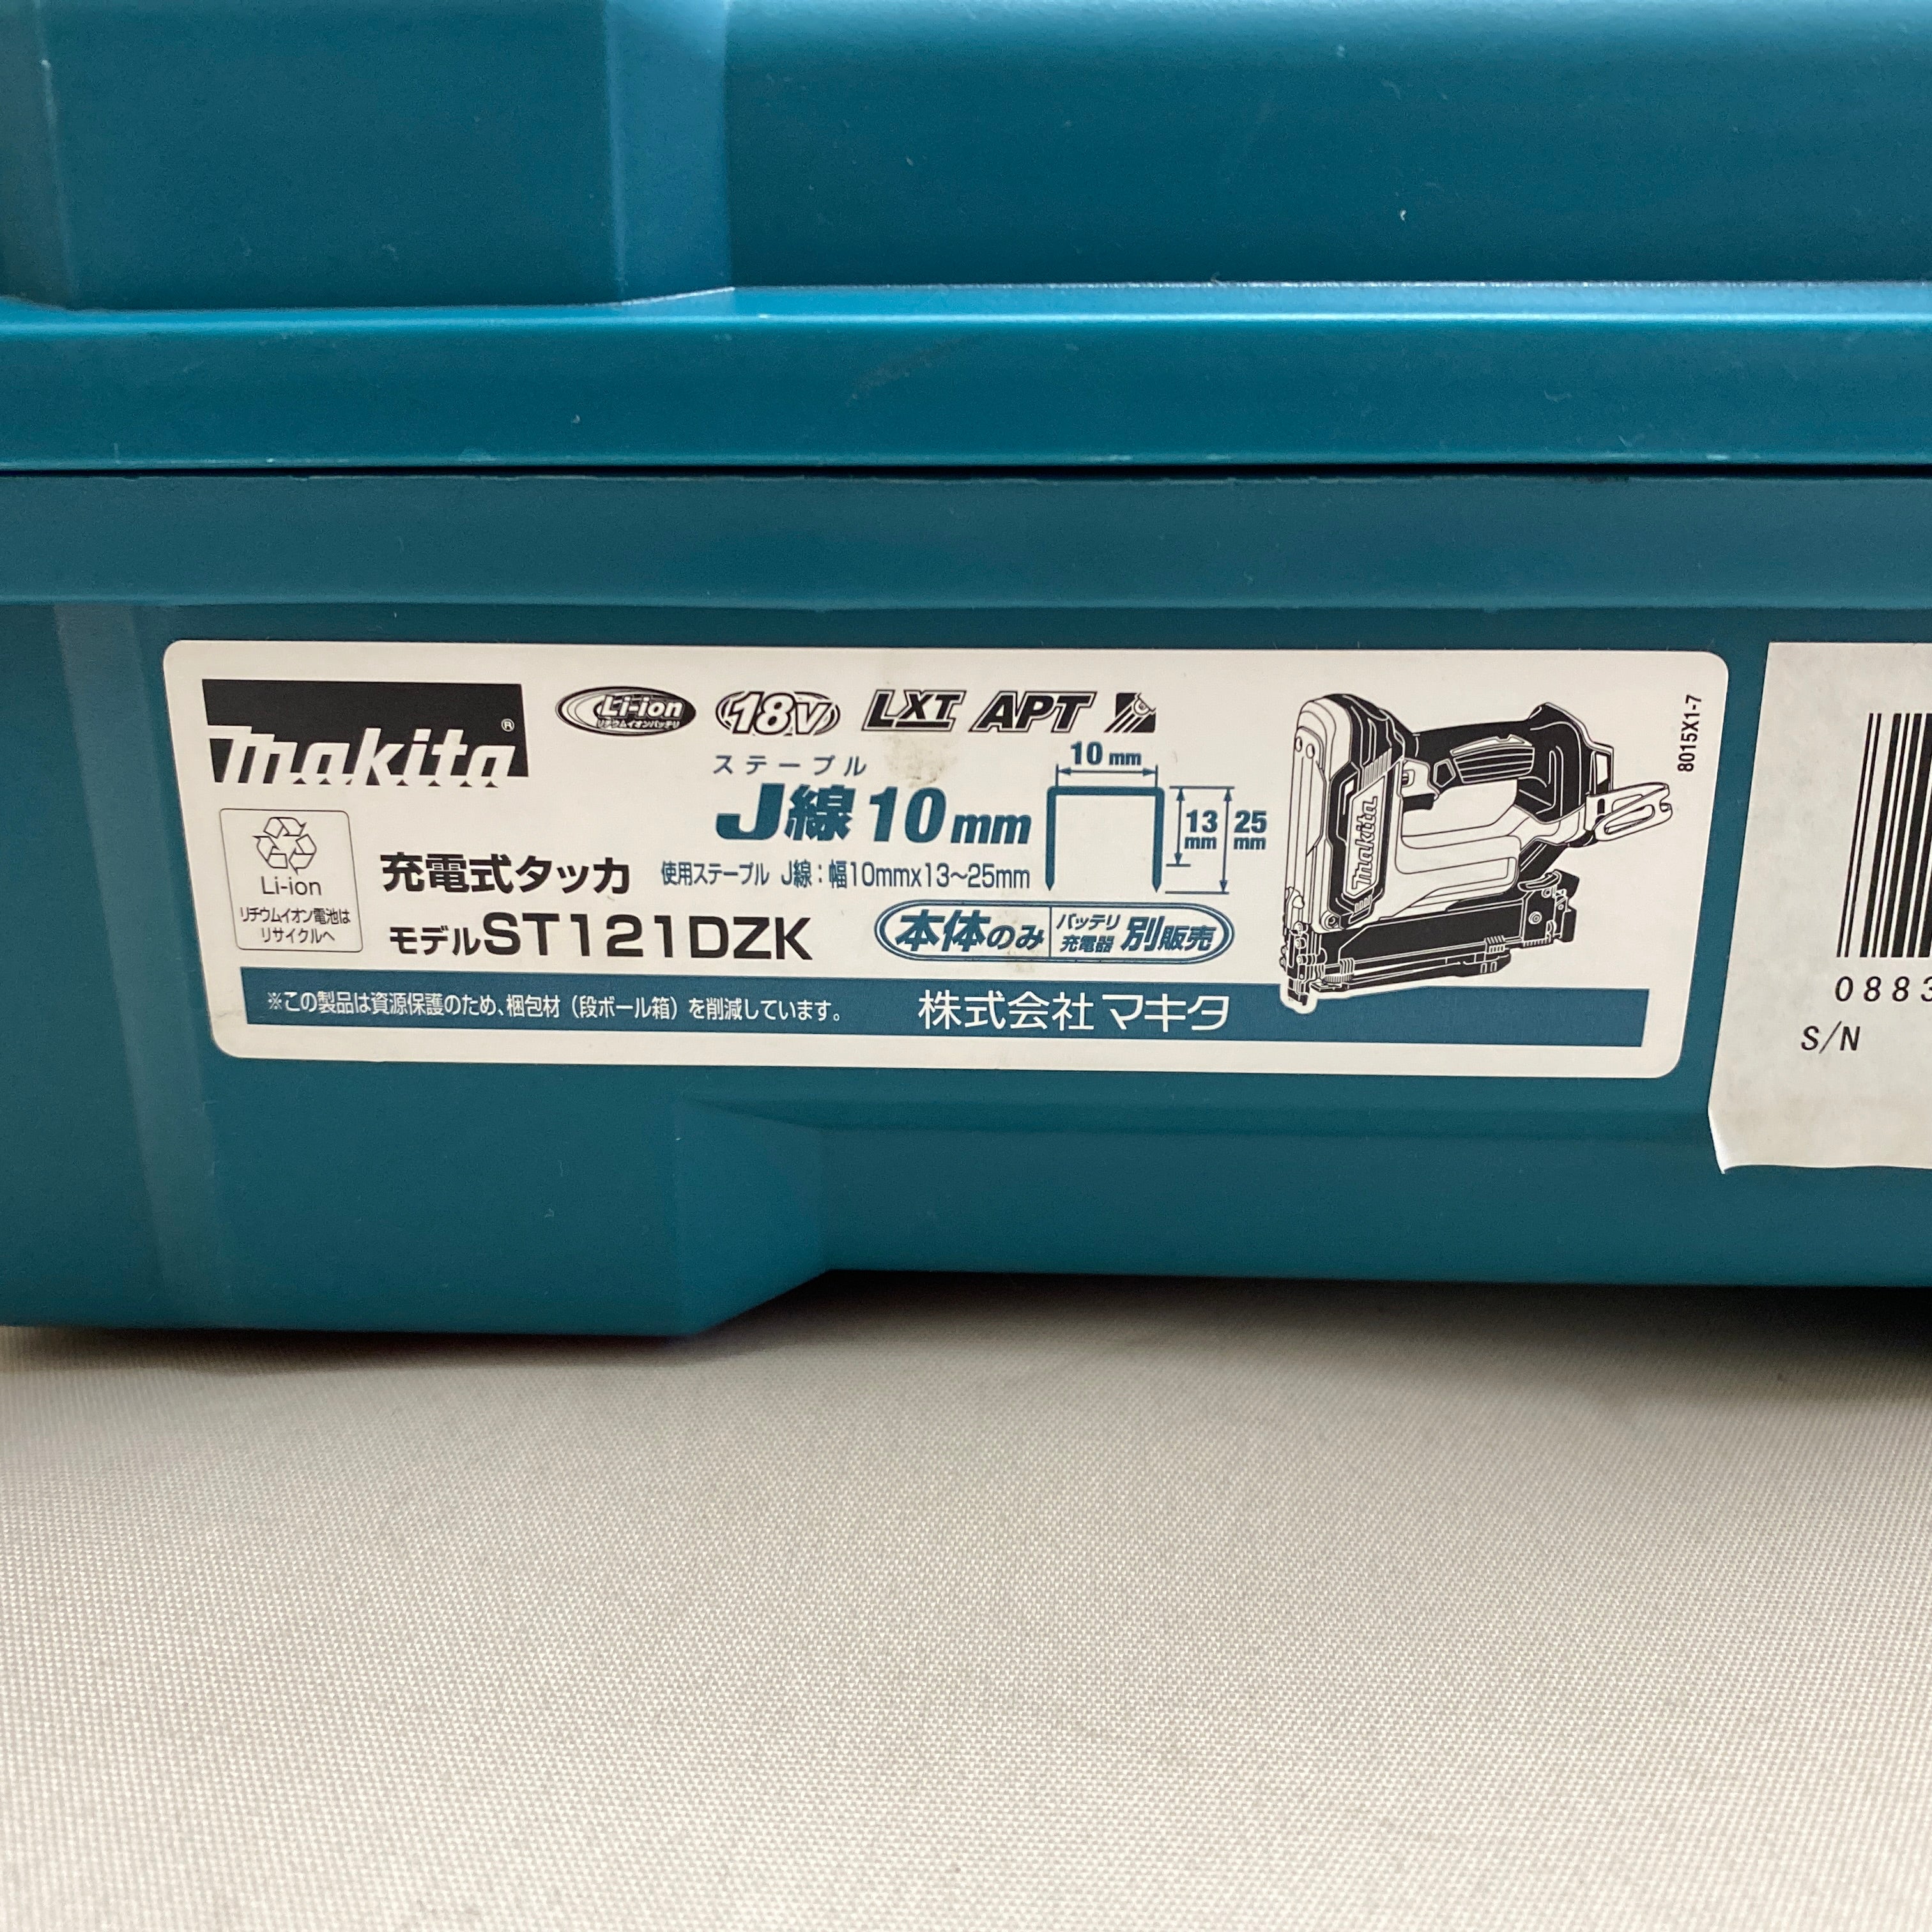 makita®
Li-ion
リチウムイオンバッテリ
18V
LXT
APT
ステープル
J線 10mm
使用ステープル J線:幅10mmx13~25mm
10mm
13mm
25mm
Li-ion
リチウムイオン電池は
リサイクルへ
充電式タッカ
モデルST121DZK
本体のみ
バッテリ
充電器
別販売
makita
8015X1-7
※この製品は資源保護のため、梱包材(段ボール箱)を削減しています。
株式会社マキタ
0883
S/N